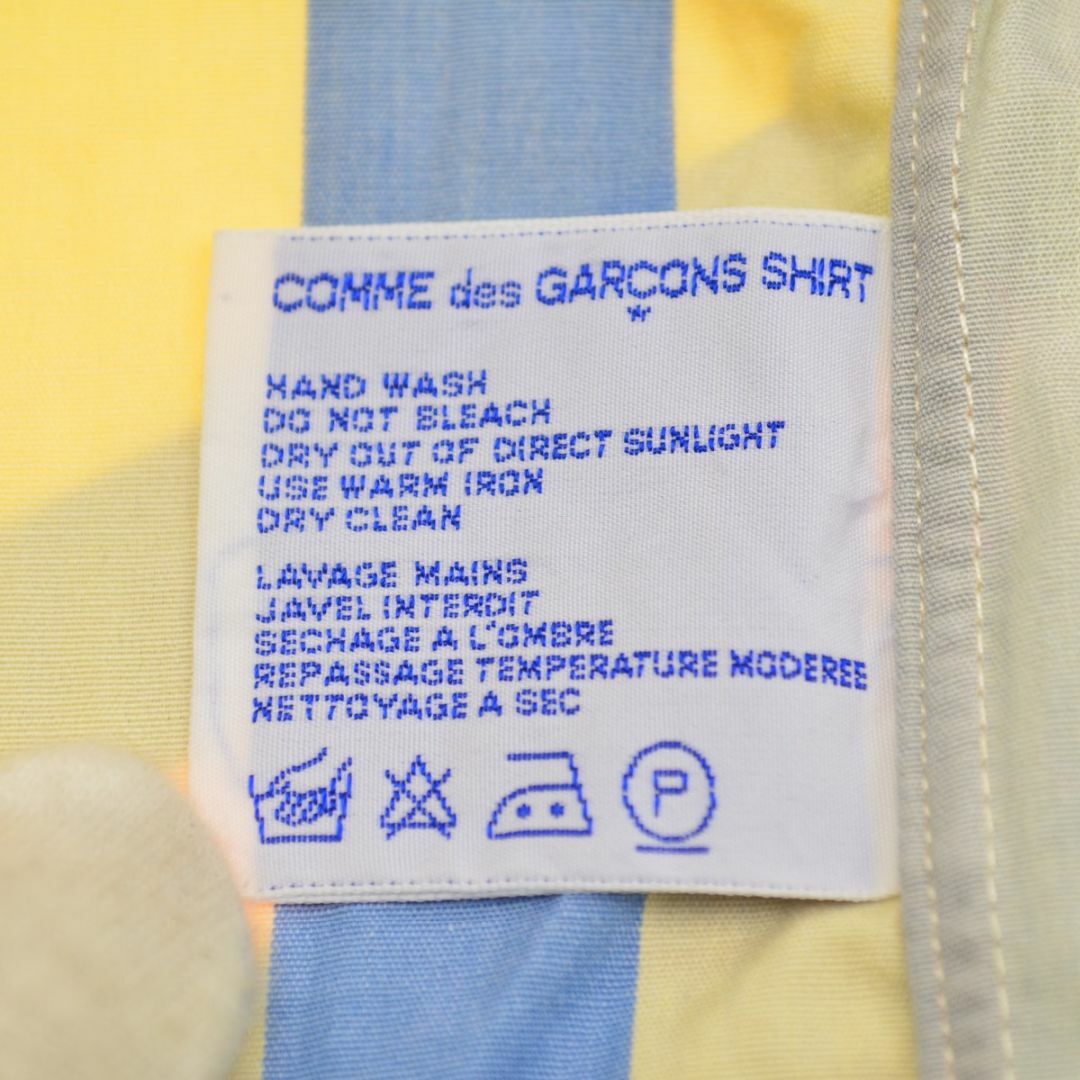 COMME des GARÇONS SHIRT
HAND WASH
DO NOT BLEACH
DRY OUT OF DIRECT SUNLIGHT
USE WARM IRON
DRY CLEAN
LAVAGE MAINS
JAVEL INTERDIT
SECHAGE A L'OMBRE
REPASSAGE TEMPERATURE MODEREE
NETTOYAGE A SEC
P